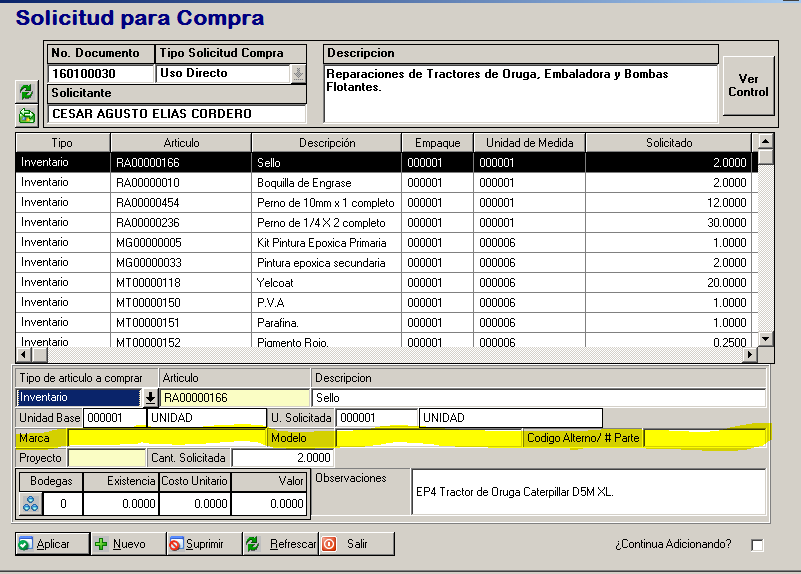 Solicitud para Compra
No. Documento Tipo Solicitud Compra
160100030 Uso Directo
Solicitante
CESAR AGUSTO ELIAS CORDERO
Descripcion
Reparaciones de Tractores de Oruga, Embaladora y Bombas
Flotantes.
Ver
Control
Tipo Articulo Descripción Empaque Unidad de Medida Solicitado
Inventario RA00000166 Sello 000001 000001 2.0000
Inventario RA00000010 Boquilla de Engrase 000001 000001 2.0000
Inventario RA00000454 Perno de 10mm x 1 completo 000001 000001 12.0000
Inventario RA00000236 Perno de 1/4 X 2 completo 000001 000001 30.0000
Inventario MG00000005 Kit Pintura Epoxica Primaria 000001 000006 1.0000
Inventario MG00000033 Pintura epoxica secundaria 000001 000006 2.0000
Inventario MT00000118 Yelcoat 000001 000006 20.0000
Inventario MT00000150 P.V.A 000001 000006 1.0000
Inventario MT00000151 Parafina. 000001 000006 1.0000
Inventario MT00000152 Pigmento Rojo. 000001 000006 0.2500
Tipo de articulo a comprar Articulo Descripcion
Inventario RA00000166 Sello
Unidad Base 000001 UNIDAD U. Solicitada 000001 UNIDAD
Marca Modelo Codigo Alterno/ # Parte
Proyecto Cant. Solicitada 2.0000
Bodegas Existencia Costo Unitario Valor
0 0.0000 0.0000 0.0000
Observaciones
EP4 Tractor de Oruga Caterpillar D5M XL.
Aplicar Nuevo Suprimir Refrescar Salir ¿Continua Adicionando?